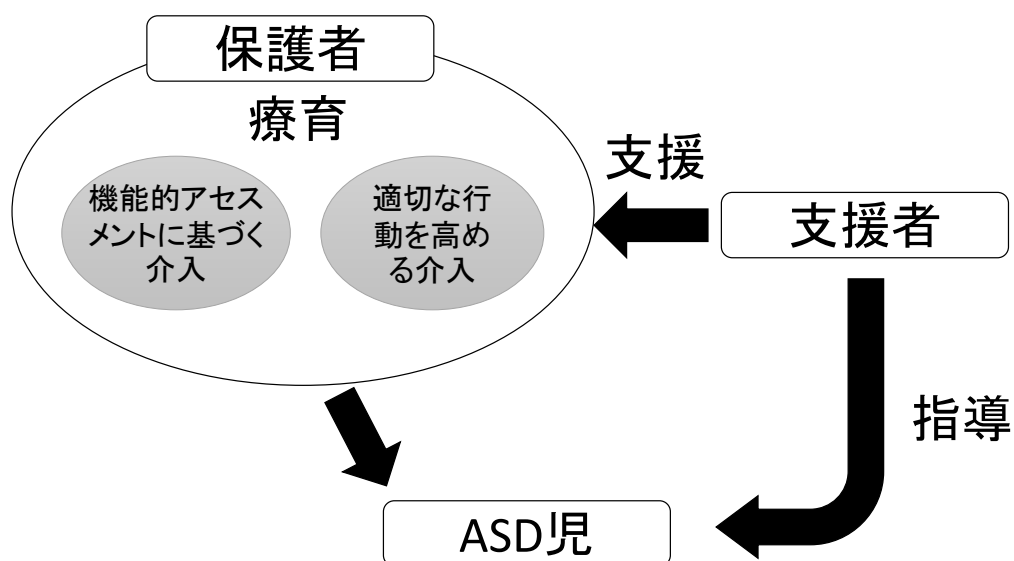 保護者
療育
機能的アセス
メントに基づく
介入
適切な行
動を高め
る介入
支援
支援者
指導
ASD児